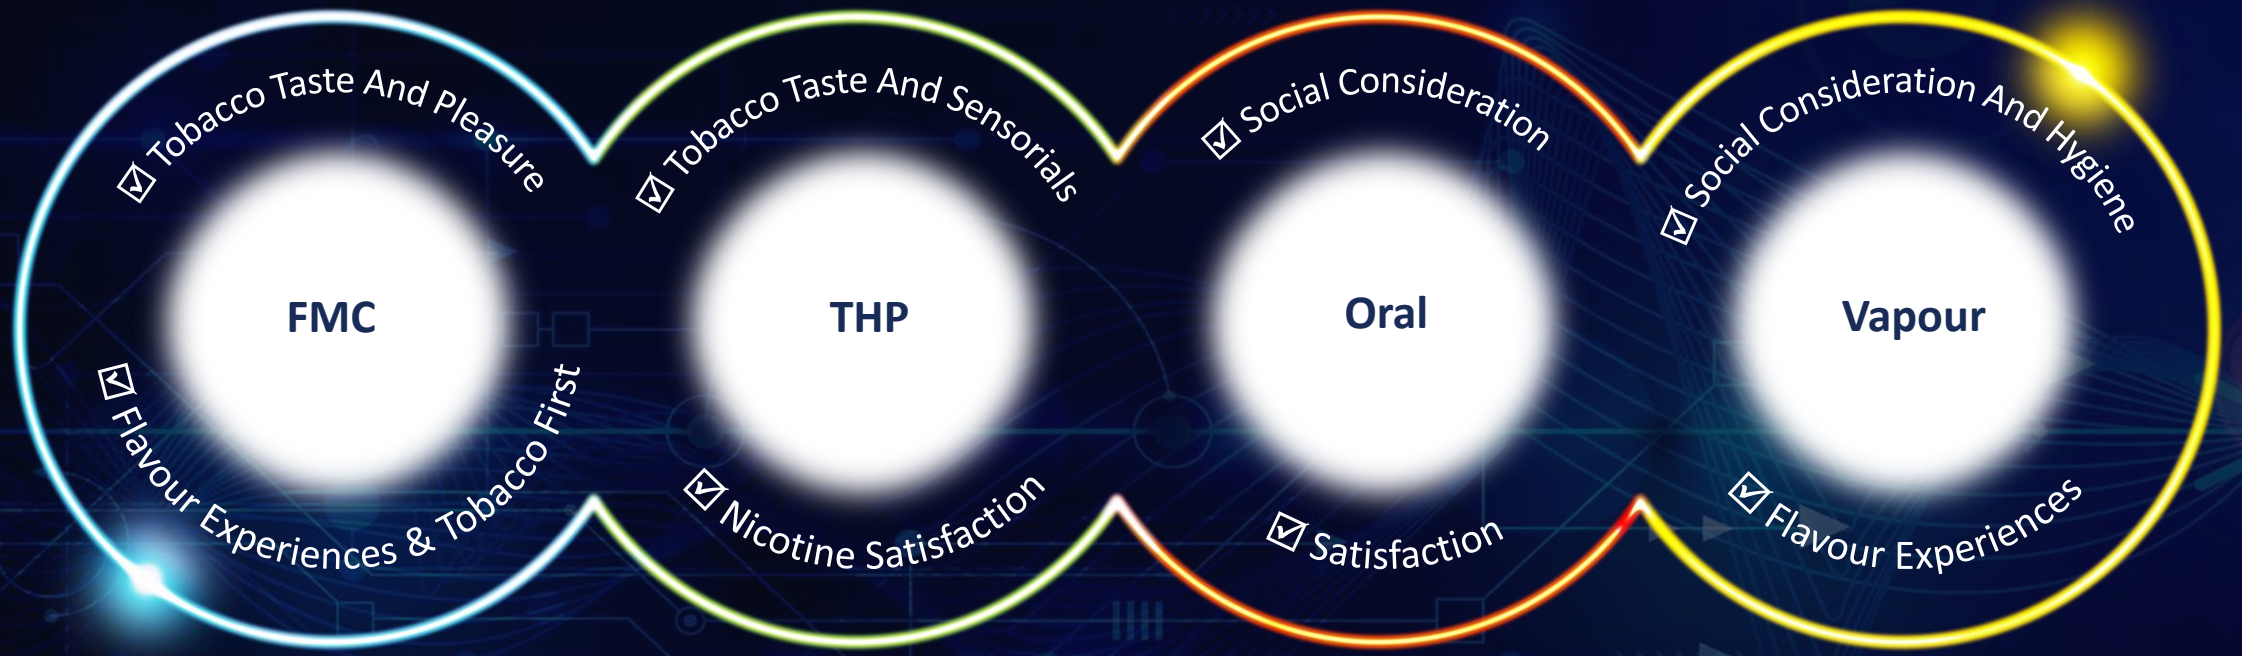 ☑ Tobacco Taste And Pleasure
FMC
☑ Flavour Experiences & Tobacco First
☑ Tobacco Taste And Sensorials
THP
☑ Nicotine Satisfaction
☑ Social Consideration
Oral
☑ Satisfaction
☑ Social Consideration And Hygiene
Vapour
☑ Flavour Experiences